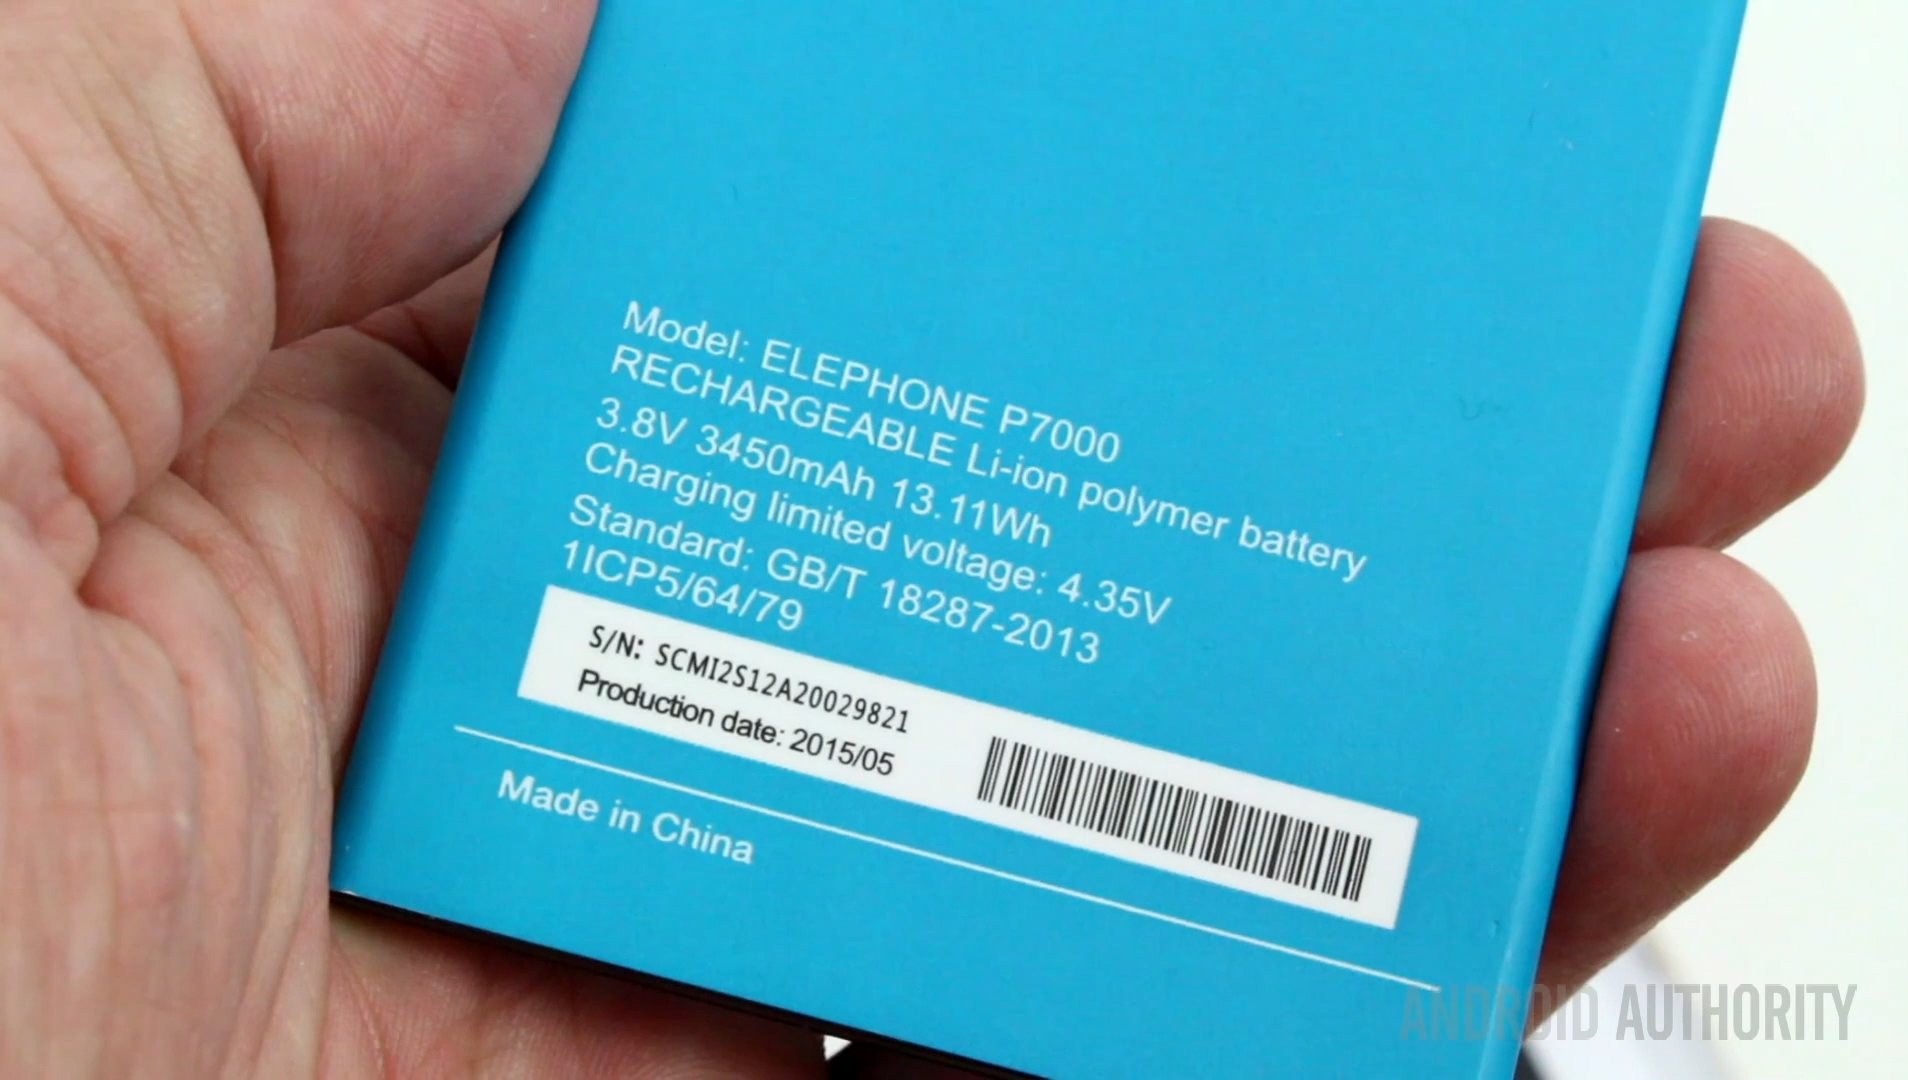 Model: ELEPHONE P7000
RECHARGEABLE Li-ion polymer battery
3.8V 3450mAh 13.11Wh
Charging limited voltage: 4.35V
Standard: GB/T 18287-2013
1ICP5/64/79
S/N: SCMI2S12A20029821
Production date: 2015/05
Made in China
ANDROID AUTHORITY